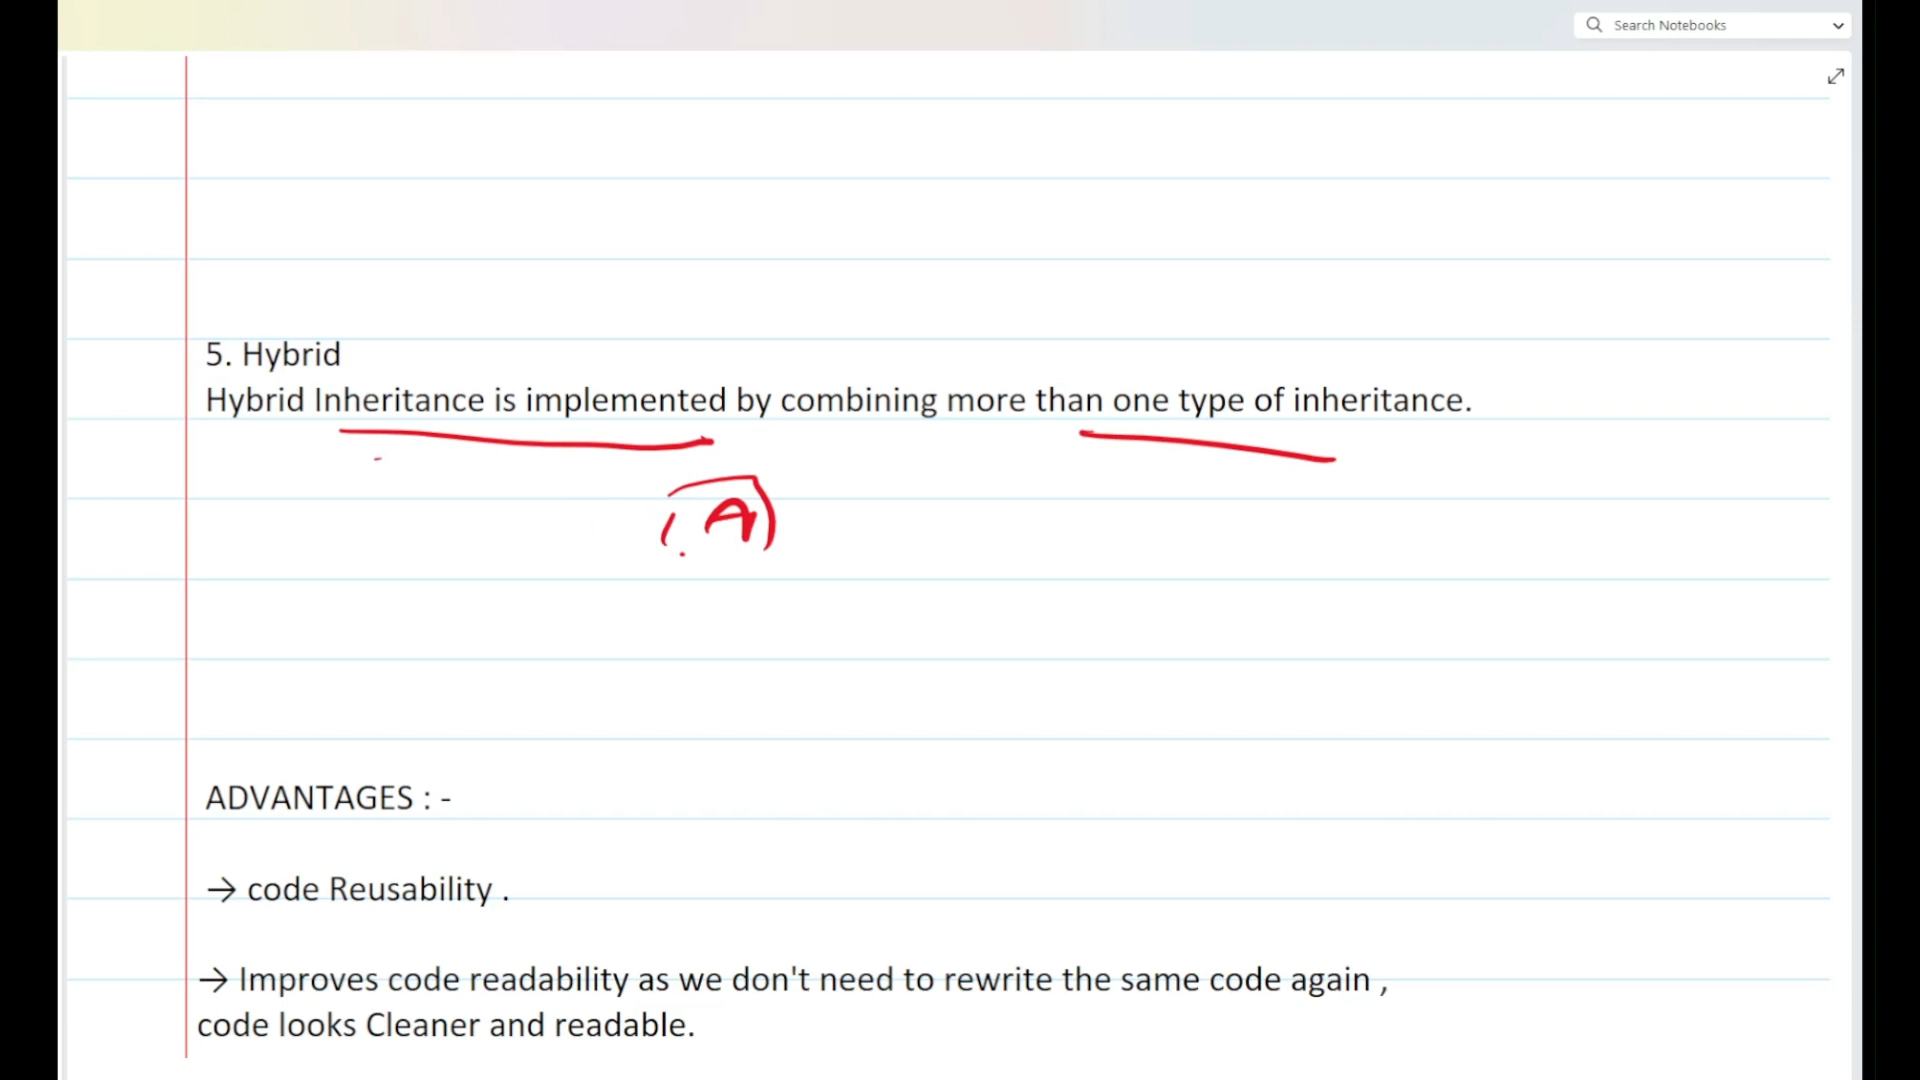 Search Notebooks
5. Hybrid
Hybrid Inheritance is implemented by combining more than one type of inheritance.
A
ADVANTAGES : -
→ code Reusability .
→ Improves code readability as we don't need to rewrite the same code again ,
code looks Cleaner and readable.